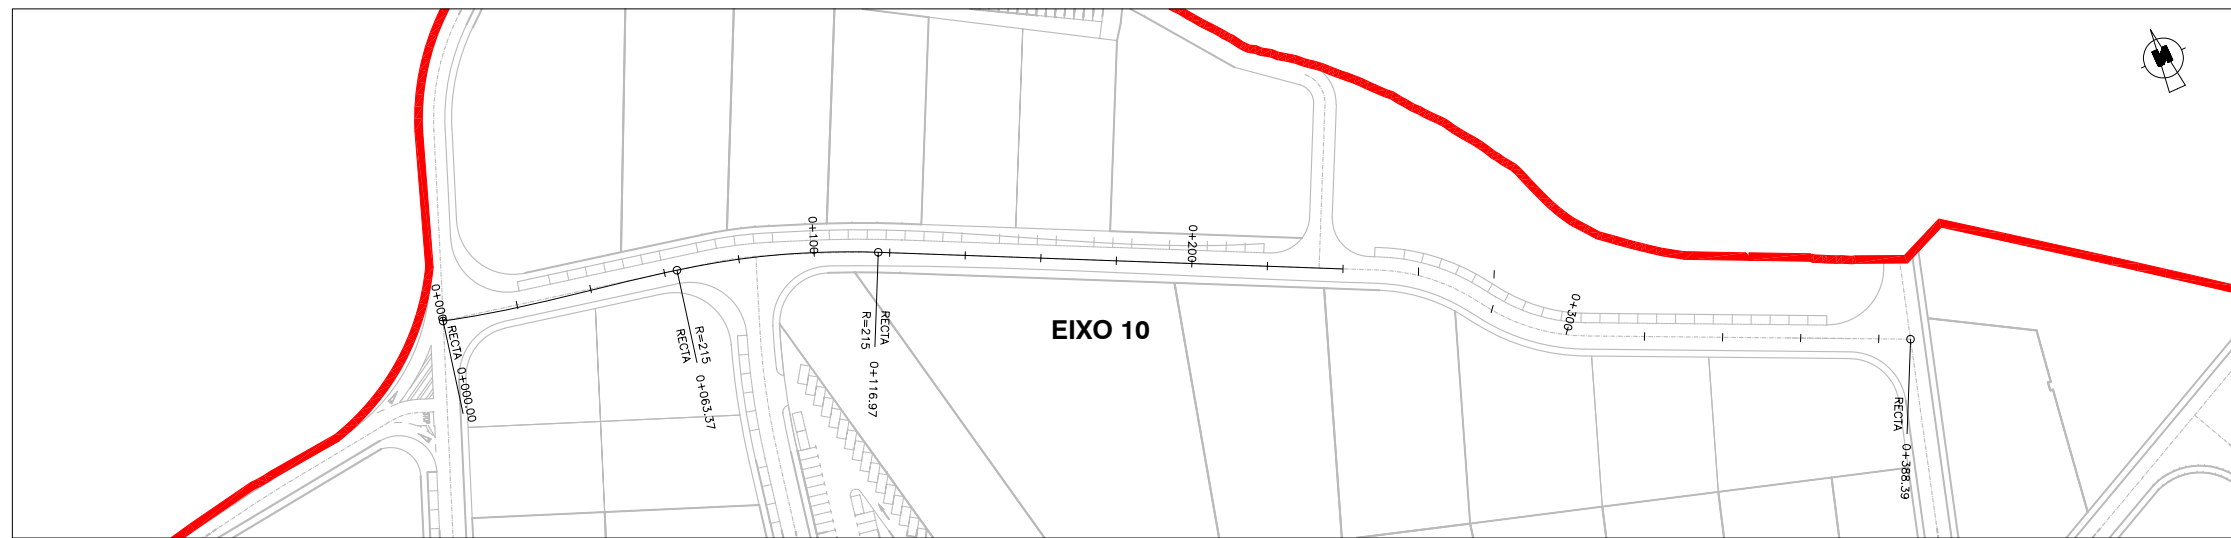 0+000
RECTA
0+000.00
R=215
RECTA
0+063.37
0+100
RECTA
R=215
0+116.97
EIXO 10
0+200
0+300
RECTA
0+388.39
N